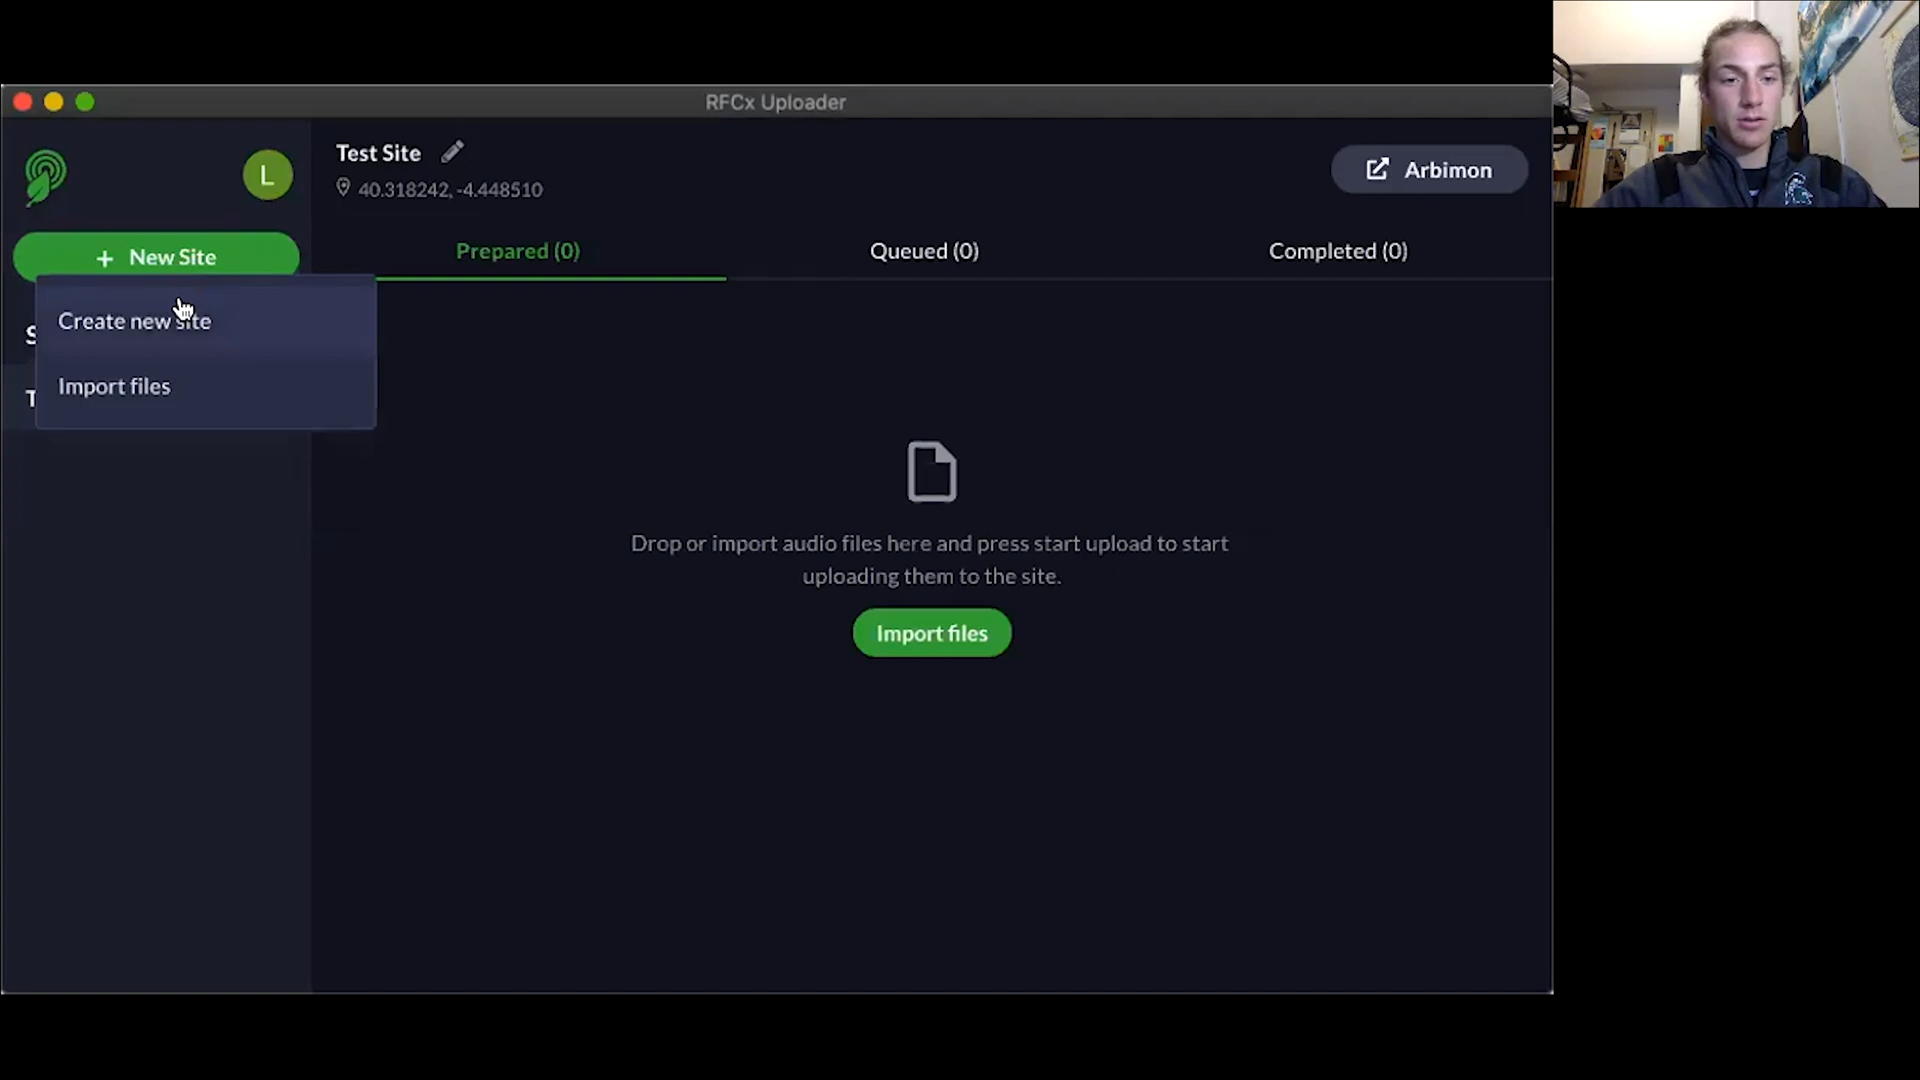 RFCx Uploader
L
Test Site
40.318242, -4.448510
Arbimon
+ New Site
Prepared (0)
Queued (0)
Completed (0)
Create new site
Import files
S
T
Drop or import audio files here and press start upload to start
uploading them to the site.
Import files